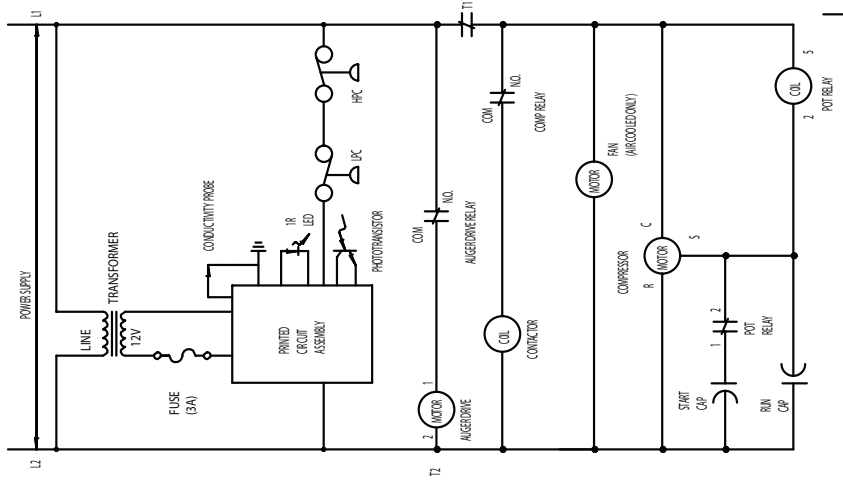 L1
L2
POWER SUPPLY
LINE
TRANSFORMER
12V
FUSE
(3A)
CONDUCTIVITY PROBE
1R
LED
PHOTOTRANSISTOR
PRINTED
CIRCUIT
ASSEMBLY
LPC
HPC
T1
T2
2
MOTOR
1
AUGER DRIVE
COM
N.O.
AUGER DRIVE RELAY
COIL
CONTACTOR
COM
N.O.
COMP RELAY
MOTOR
FAN
(AIR COOLED ONLY)
COMPRESSOR
R
MOTOR
C
S
START
CAP
1
2
POT
RELAY
RUN
CAP
2
COIL
5
POT RELAY